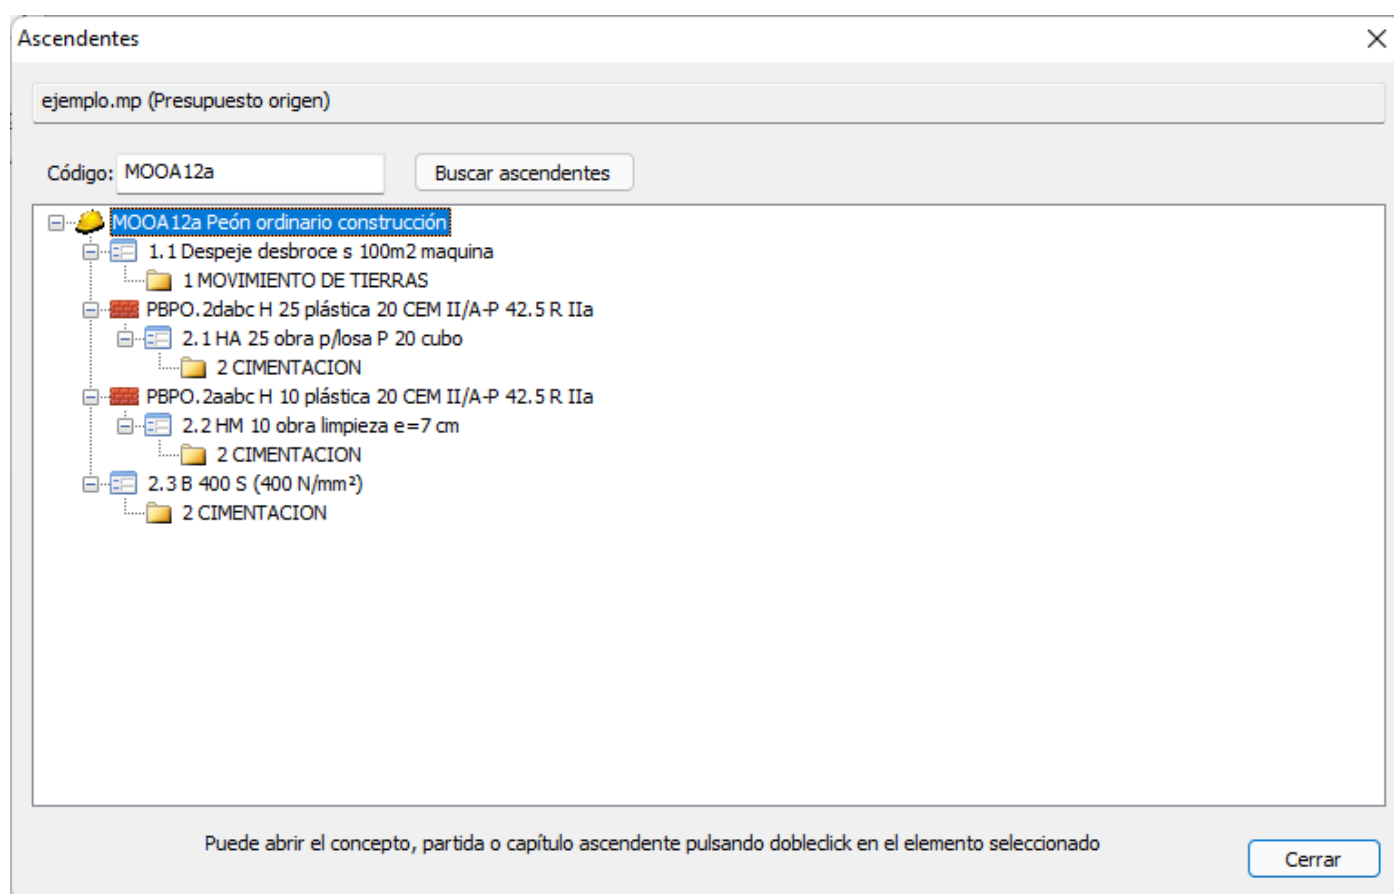 Ascendentes
ejemplo.mp (Presupuesto origen)
Código: MOOA12a Buscar ascendentes
MOOA12a Peón ordinario construcción
1.1 Despeje desbroce s 100m2 maquina
1 MOVIMIENTO DE TIERRAS
PBPO.2dabc H 25 plástica 20 CEM II/A-P 42.5 R IIa
2.1 HA 25 obra p/losa P 20 cubo
2 CIMENTACION
PBPO.2aabc H 10 plástica 20 CEM II/A-P 42.5 R IIa
2.2 HM 10 obra limpieza e=7 cm
2 CIMENTACION
2.3 B 400 S (400 N/mm²)
2 CIMENTACION
Puede abrir el concepto, partida o capítulo ascendente pulsando dobleclick en el elemento seleccionado
Cerrar